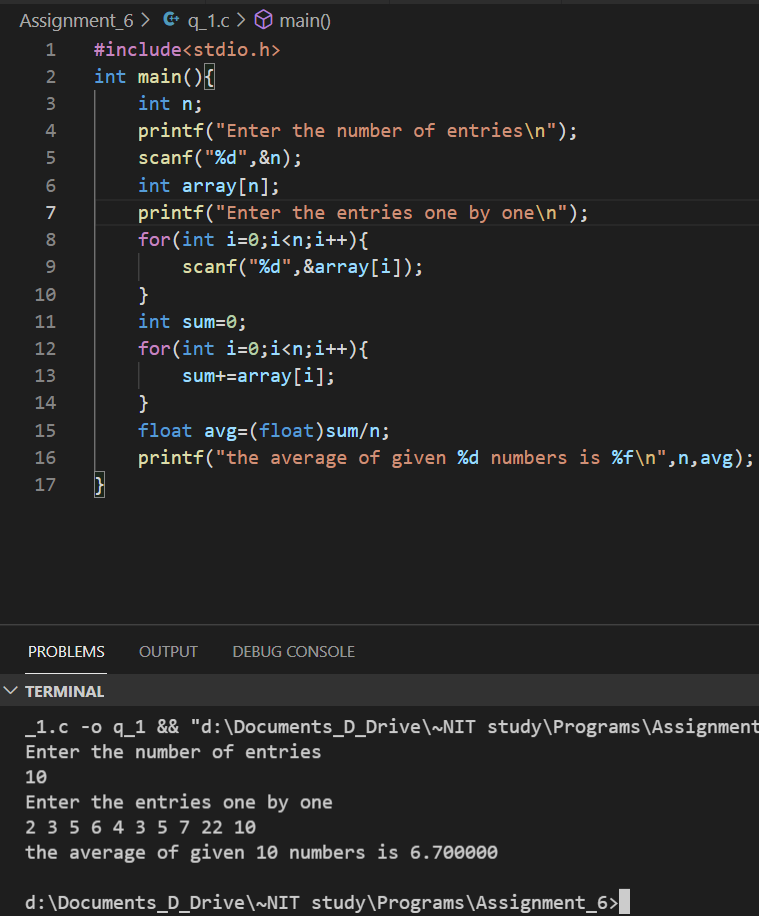 Assignment_6 > q_1.c > main()
1 #include<stdio.h>
2 int main(){
3     int n;
4     printf("Enter the number of entries\n");
5     scanf("%d",&n);
6     int array[n];
7     printf("Enter the entries one by one\n");
8     for(int i=0;i<n;i++){
9         scanf("%d",&array[i]);
10     }
11     int sum=0;
12     for(int i=0;i<n;i++){
13         sum+=array[i];
14     }
15     float avg=(float)sum/n;
16     printf("the average of given %d numbers is %f\n",n,avg);
17 }
PROBLEMS OUTPUT DEBUG CONSOLE
TERMINAL
_1.c -o q_1 && "d:\Documents_D_Drive\~NIT study\Programs\Assignment
Enter the number of entries
10
Enter the entries one by one
2 3 5 6 4 3 5 7 22 10
the average of given 10 numbers is 6.700000
d:\Documents_D_Drive\~NIT study\Programs\Assignment_6>